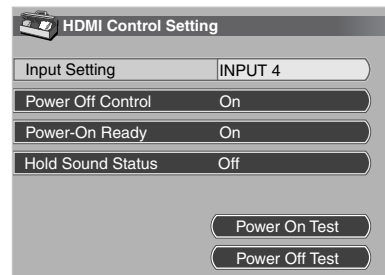 HDMI Control Setting
Input Setting INPUT 4
Power Off Control On
Power-On Ready On
Hold Sound Status Off
Power On Test
Power Off Test